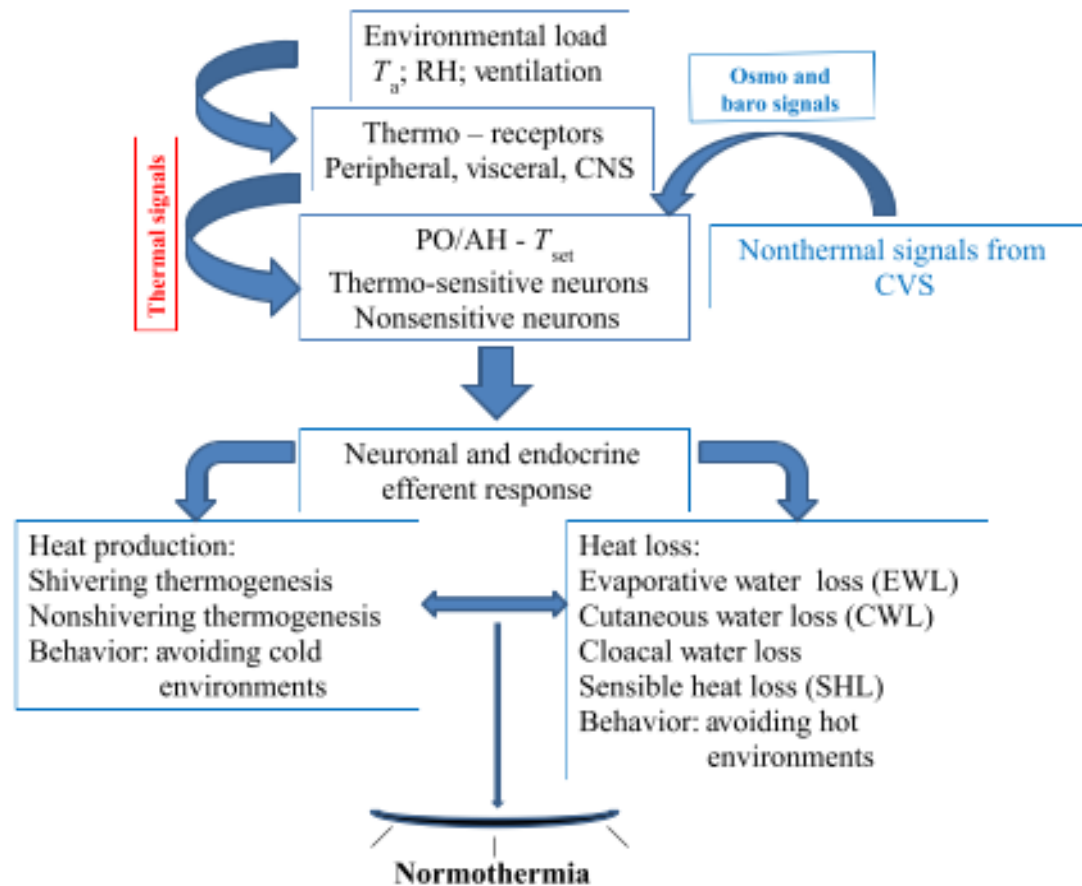 Environmental load
Ta; RH; ventilation
Osmo and
baro signals
Thermo – receptors
Peripheral, visceral, CNS
Thermal signals
PO/AH - Tset
Thermo-sensitive neurons
Nonsensitive neurons
Nonthermal signals from
CVS
Neuronal and endocrine
efferent response
Heat production:
Shivering thermogenesis
Nonshivering thermogenesis
Behavior: avoiding cold
environments
Heat loss:
Evaporative water loss (EWL)
Cutaneous water loss (CWL)
Cloacal water loss
Sensible heat loss (SHL)
Behavior: avoiding hot
environments
Normothermia